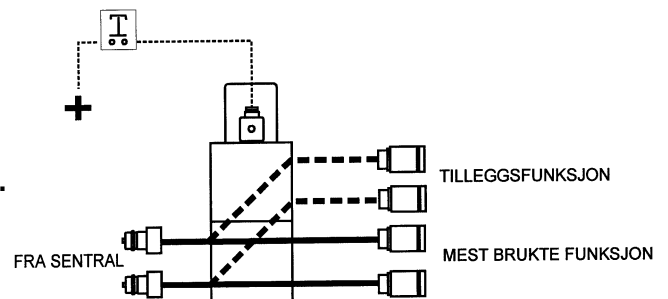 TILLEGGSFUNKSJON
FRA SENTRAL
MEST BRUKTE FUNKSJON